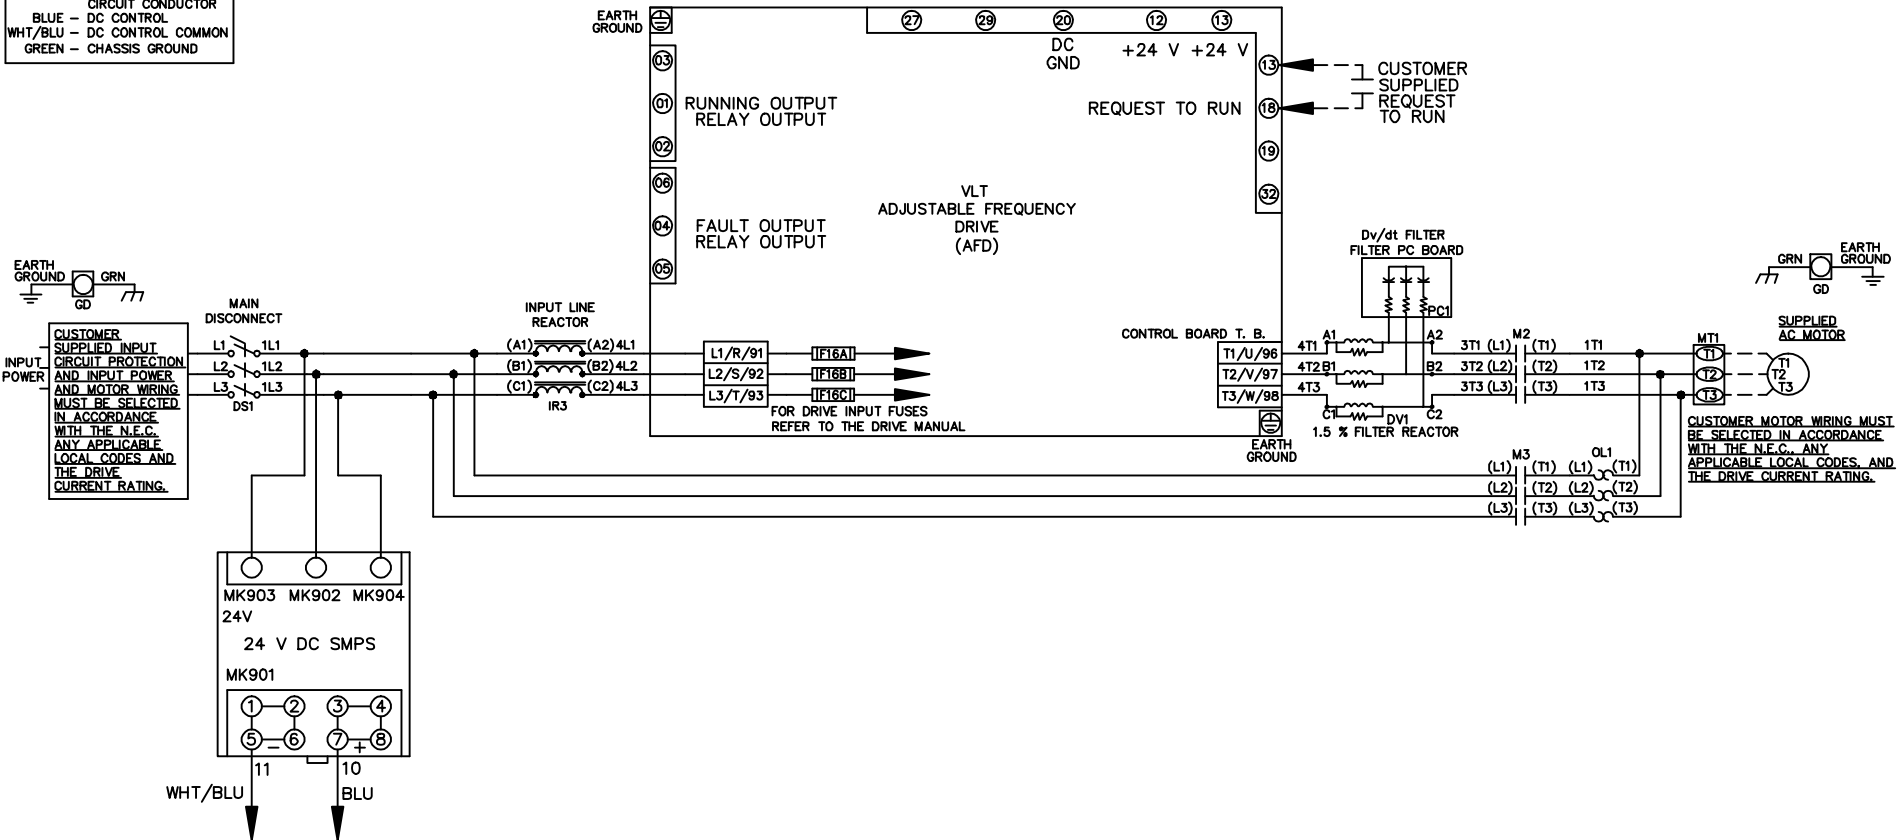 CIRCUIT CONDUCTOR
BLUE – DC CONTROL
WHT/BLU – DC CONTROL COMMON
GREEN – CHASSIS GROUND
EARTH
GROUND
27
29
20
12
13
DC
GND
+24 V
+24 V
03
01
02
RUNNING OUTPUT
RELAY OUTPUT
06
04
05
FAULT OUTPUT
RELAY OUTPUT
13
18
19
32
REQUEST TO RUN
CUSTOMER
SUPPLIED
REQUEST
TO RUN
VLT
ADJUSTABLE FREQUENCY
DRIVE
(AFD)
EARTH
GROUND
GRN
GD
INPUT
POWER
CUSTOMER
SUPPLIED INPUT
CIRCUIT PROTECTION
AND INPUT POWER
AND MOTOR WIRING
MUST BE SELECTED
IN ACCORDANCE
WITH THE N.E.C.
ANY APPLICABLE
LOCAL CODES AND
THE DRIVE
CURRENT RATING.
MAIN
DISCONNECT
L1 1L1
L2 1L2
L3 1L3
DS1
INPUT LINE
REACTOR
(A1) (A2) 4L1
(B1) (B2) 4L2
(C1) (C2) 4L3
IR3
L1/R/91
L2/S/92
L3/T/93
F16A
F16B
F16C
FOR DRIVE INPUT FUSES
REFER TO THE DRIVE MANUAL
CONTROL BOARD T. B.
T1/U/96
T2/V/97
T3/W/98
EARTH
GROUND
Dv/dt FILTER
FILTER PC BOARD
PC1
4T1 A1 A2
4T2 B1 B2
4T3 C1 C2
DV1
1.5 % FILTER REACTOR
M2
3T1 (L1) (T1) 1T1
3T2 (L2) (T2) 1T2
3T3 (L3) (T3) 1T3
MT1
T1
T2
T3
T1
T2
T3
SUPPLIED
AC MOTOR
GRN
EARTH
GROUND
GD
CUSTOMER MOTOR WIRING MUST
BE SELECTED IN ACCORDANCE
WITH THE N.E.C., ANY
APPLICABLE LOCAL CODES, AND
THE DRIVE CURRENT RATING.
M3
OL1
(L1) (T1) (L1) (T1)
(L2) (T2) (L2) (T2)
(L3) (T3) (L3) (T3)
MK903 MK902 MK904
24V
24 V DC SMPS
MK901
1 2 3 4
5 – 6 7 + 8
11
10
WHT/BLU
BLU